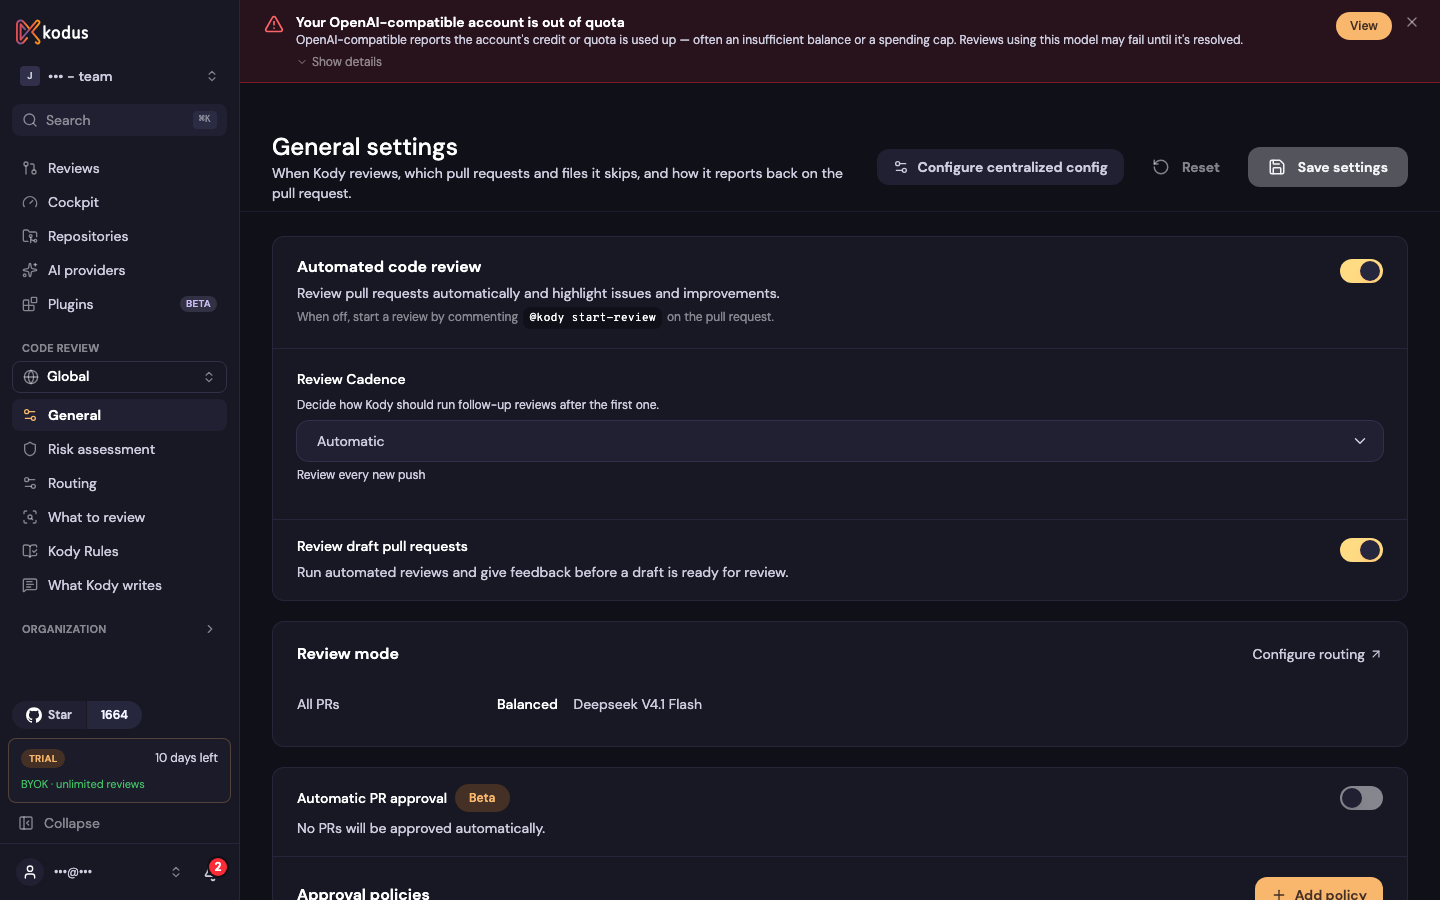 kodus
Your OpenAI-compatible account is out of quota
OpenAI-compatible reports the account's credit or quota is used up — often an insufficient balance or a spending cap. Reviews using this model may fail until it's resolved.
Show details
View
J
••• - team
Search
⌘K
Reviews
Cockpit
Repositories
AI providers
Plugins
BETA
CODE REVIEW
Global
General
Risk assessment
Routing
What to review
Kody Rules
What Kody writes
ORGANIZATION
Star
1664
TRIAL
10 days left
BYOK · unlimited reviews
Collapse
•••@•••
2
General settings
When Kody reviews, which pull requests and files it skips, and how it reports back on the
pull request.
Configure centralized config
Reset
Save settings
Automated code review
Review pull requests automatically and highlight issues and improvements.
When off, start a review by commenting @kody start-review on the pull request.
Review Cadence
Decide how Kody should run follow-up reviews after the first one.
Automatic
Review every new push
Review draft pull requests
Run automated reviews and give feedback before a draft is ready for review.
Review mode
Configure routing
All PRs
Balanced
Deepseek V4.1 Flash
Automatic PR approval
Beta
No PRs will be approved automatically.
Approval policies
Add policy